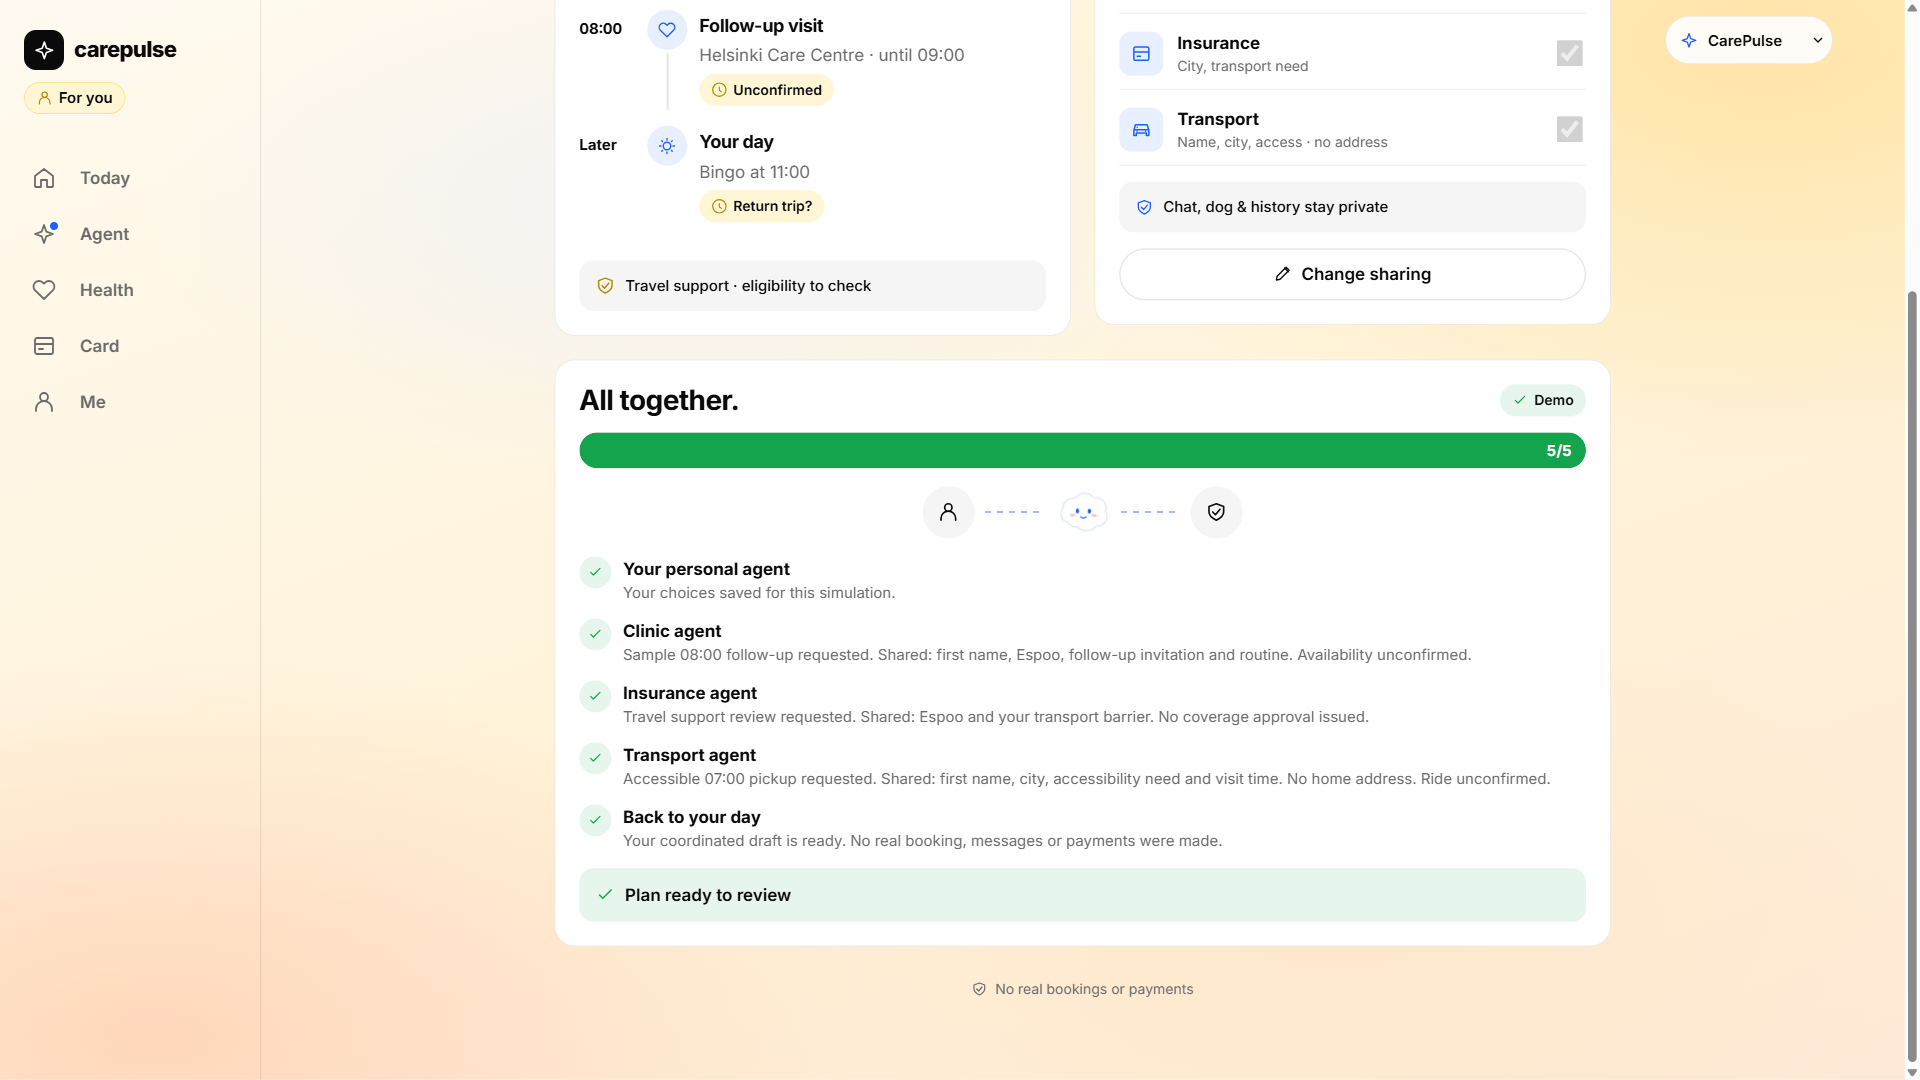 carepulse
For you
Today
Agent
Health
Card
Me
08:00
Follow-up visit
Helsinki Care Centre · until 09:00
Unconfirmed
Later
Your day
Bingo at 11:00
Return trip?
Travel support · eligibility to check
Insurance
City, transport need
Transport
Name, city, access · no address
Chat, dog & history stay private
Change sharing
CarePulse
All together.
Demo
5/5
Your personal agent
Your choices saved for this simulation.
Clinic agent
Sample 08:00 follow-up requested. Shared: first name, Espoo, follow-up invitation and routine. Availability unconfirmed.
Insurance agent
Travel support review requested. Shared: Espoo and your transport barrier. No coverage approval issued.
Transport agent
Accessible 07:00 pickup requested. Shared: first name, city, accessibility need and visit time. No home address. Ride unconfirmed.
Back to your day
Your coordinated draft is ready. No real booking, messages or payments were made.
Plan ready to review
No real bookings or payments